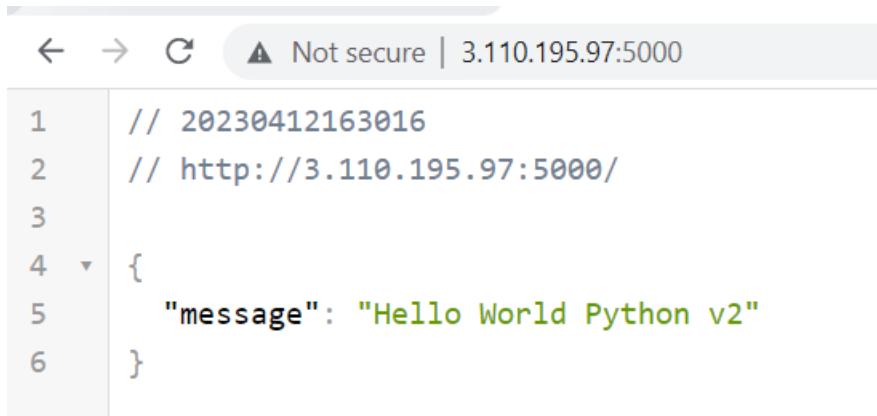 Not secure | 3.110.195.97:5000
1 // 20230412163016
2 // http://3.110.195.97:5000/
3
4 {
5 "message": "Hello World Python v2"
6 }